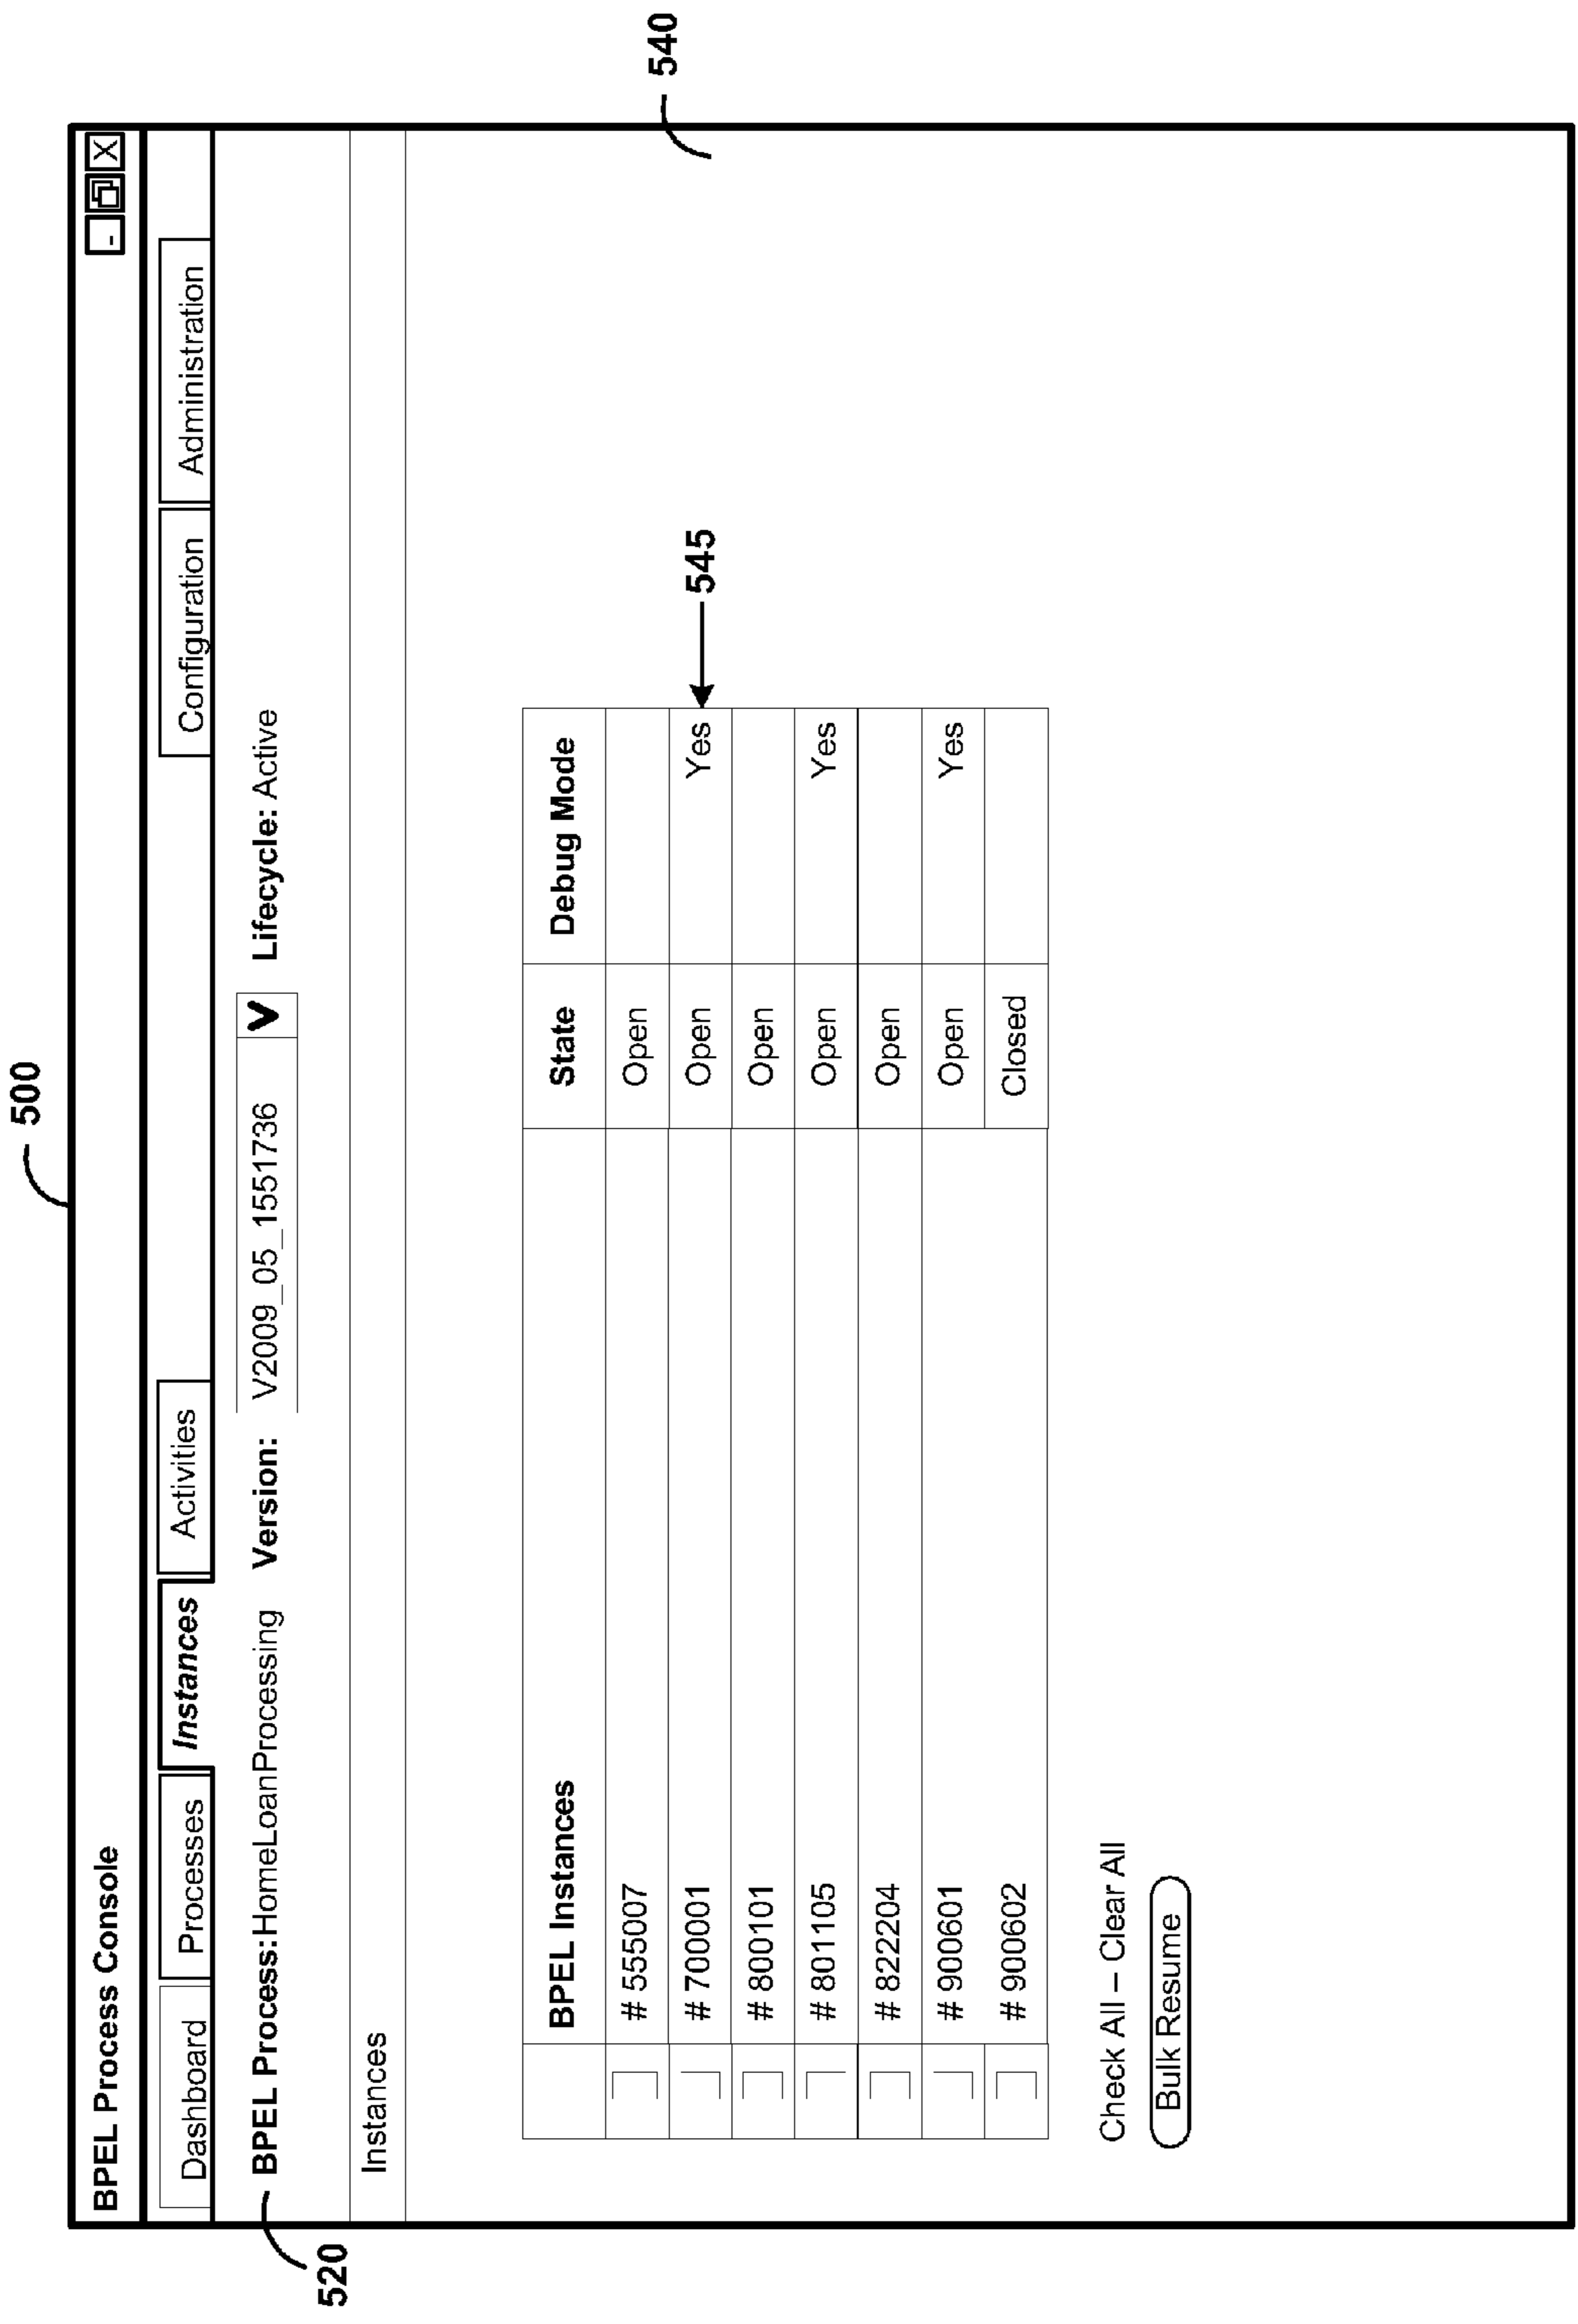 500
BPEL Process Console - X
Dashboard Processes Instances Activities Configuration Administration
520
BPEL Process: HomeLoanProcessing Version: V2009_05_1551736 V Lifecycle: Active
Instances
540
BPEL Instances State Debug Mode
# 555007 Open
# 700001 Open Yes 545
# 800101 Open
# 801105 Open Yes
# 822204 Open
# 900601 Open Yes
# 900602 Closed
Check All – Clear All
Bulk Resume